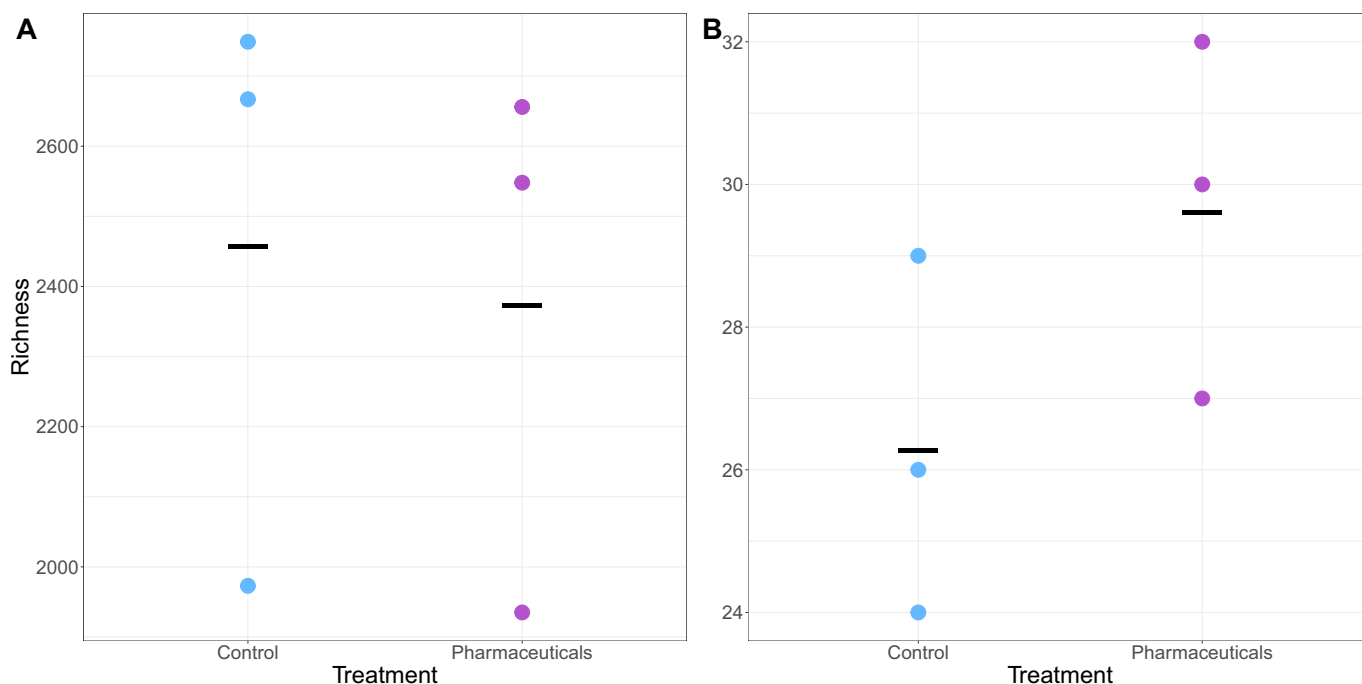 A
Richness
2600
2400
2200
2000
Control
Pharmaceuticals
Treatment
B
32
30
28
26
24
Control
Pharmaceuticals
Treatment